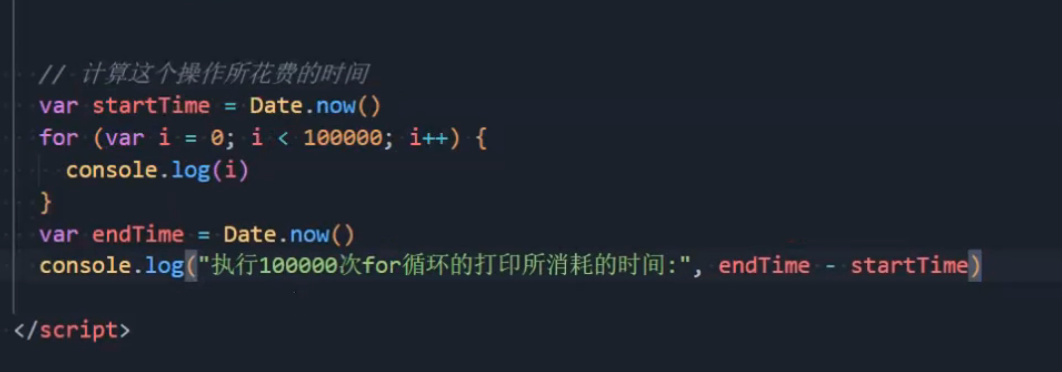 // 计算这个操作所花费的时间
var startTime = Date.now()
for (var i = 0; i < 100000; i++) {
console.log(i)
}
var endTime = Date.now()
console.log("执行100000次for循环的打印所消耗的时间:", endTime - startTime)
</script>